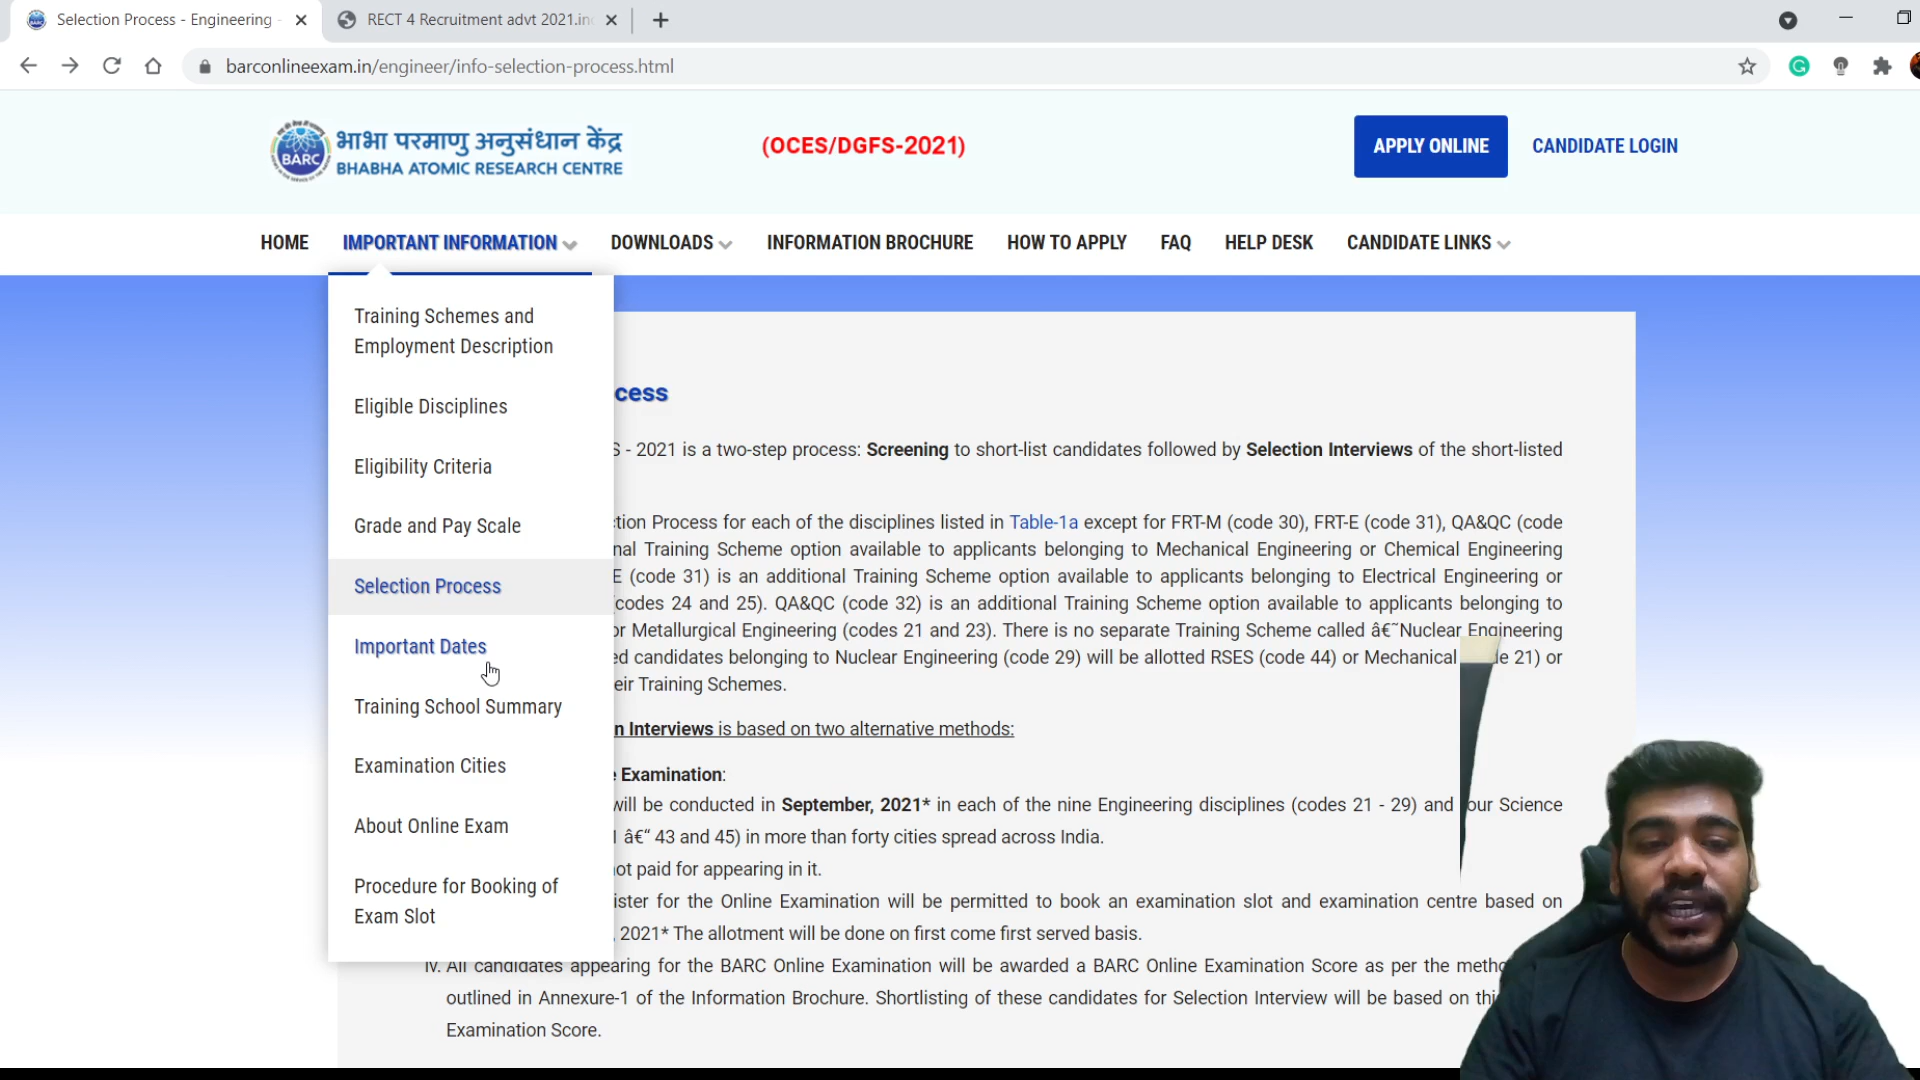 Selection Process - Engineering -
RECT 4 Recruitment advt 2021.in
barconlineexam.in/engineer/info-selection-process.html
BARC
भाभा परमाणु अनुसंधान केंद्र
BHABHA ATOMIC RESEARCH CENTRE
(OCES/DGFS-2021)
APPLY ONLINE
CANDIDATE LOGIN
HOME
IMPORTANT INFORMATION
DOWNLOADS
INFORMATION BROCHURE
HOW TO APPLY
FAQ
HELP DESK
CANDIDATE LINKS
Training Schemes and
Employment Description
Eligible Disciplines
Eligibility Criteria
Grade and Pay Scale
Selection Process
Important Dates
Training School Summary
Examination Cities
About Online Exam
Procedure for Booking of
Exam Slot
cess
S - 2021 is a two-step process: Screening to short-list candidates followed by Selection Interviews of the short-listed
tion Process for each of the disciplines listed in Table-1a except for FRT-M (code 30), FRT-E (code 31), QA&QC (code
nal Training Scheme option available to applicants belonging to Mechanical Engineering or Chemical Engineering
E (code 31) is an additional Training Scheme option available to applicants belonging to Electrical Engineering or
(codes 24 and 25). QA&QC (code 32) is an additional Training Scheme option available to applicants belonging to
or Metallurgical Engineering (codes 21 and 23). There is no separate Training Scheme called â€˜Nuclear Engineering
ed candidates belonging to Nuclear Engineering (code 29) will be allotted RSES (code 44) or Mechanical de 21) or
eir Training Schemes.
n Interviews is based on two alternative methods:
e Examination:
will be conducted in September, 2021* in each of the nine Engineering disciplines (codes 21 - 29) and our Science
1 â€“ 43 and 45) in more than forty cities spread across India.
ot paid for appearing in it.
ister for the Online Examination will be permitted to book an examination slot and examination centre based on
, 2021* The allotment will be done on first come first served basis.
iv. All candidates appearing for the BARC Online Examination will be awarded a BARC Online Examination Score as per the metho
outlined in Annexure-1 of the Information Brochure. Shortlisting of these candidates for Selection Interview will be based on thi
Examination Score.